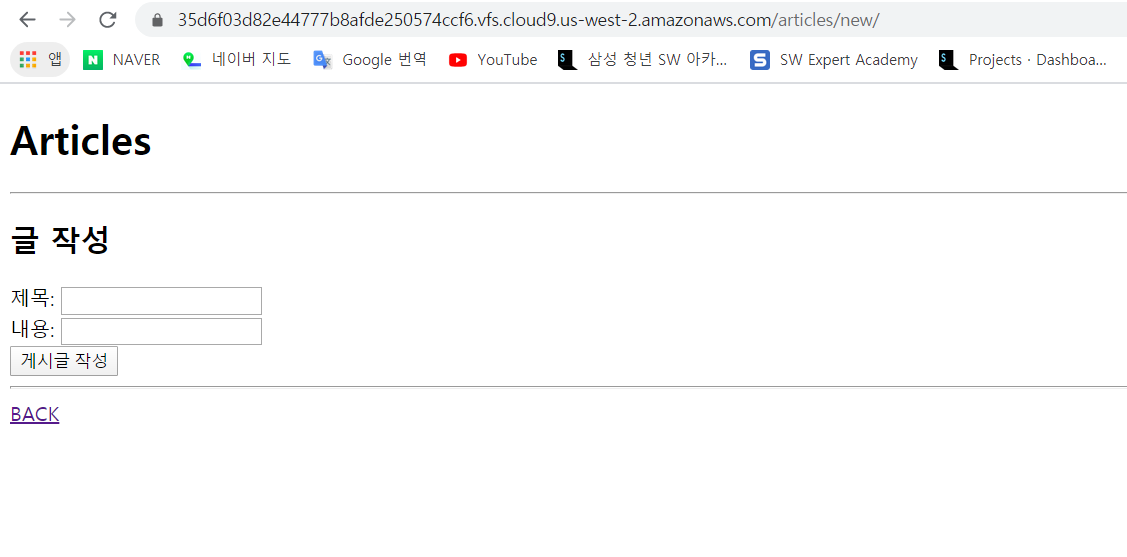 35d6f03d82e44777b8afde250574ccf6.vfs.cloud9.us-west-2.amazonaws.com/articles/new/
앱 NAVER 네이버 지도 Google 번역 YouTube 삼성 청년 SW 아카... SW Expert Academy Projects · Dashboa...
Articles
글 작성
제목:
내용:
게시글 작성
BACK